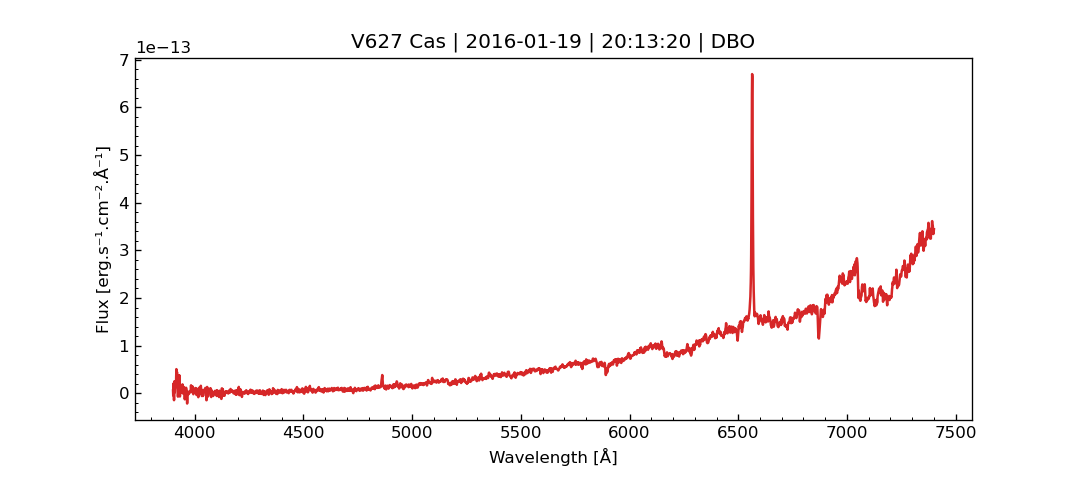 V627 Cas | 2016-01-19 | 20:13:20 | DBO
1e−13
7
6
5
4
3
2
1
0
Flux [erg.s⁻¹.cm⁻².Å⁻¹]
4000 4500 5000 5500 6000 6500 7000 7500
Wavelength [Å]